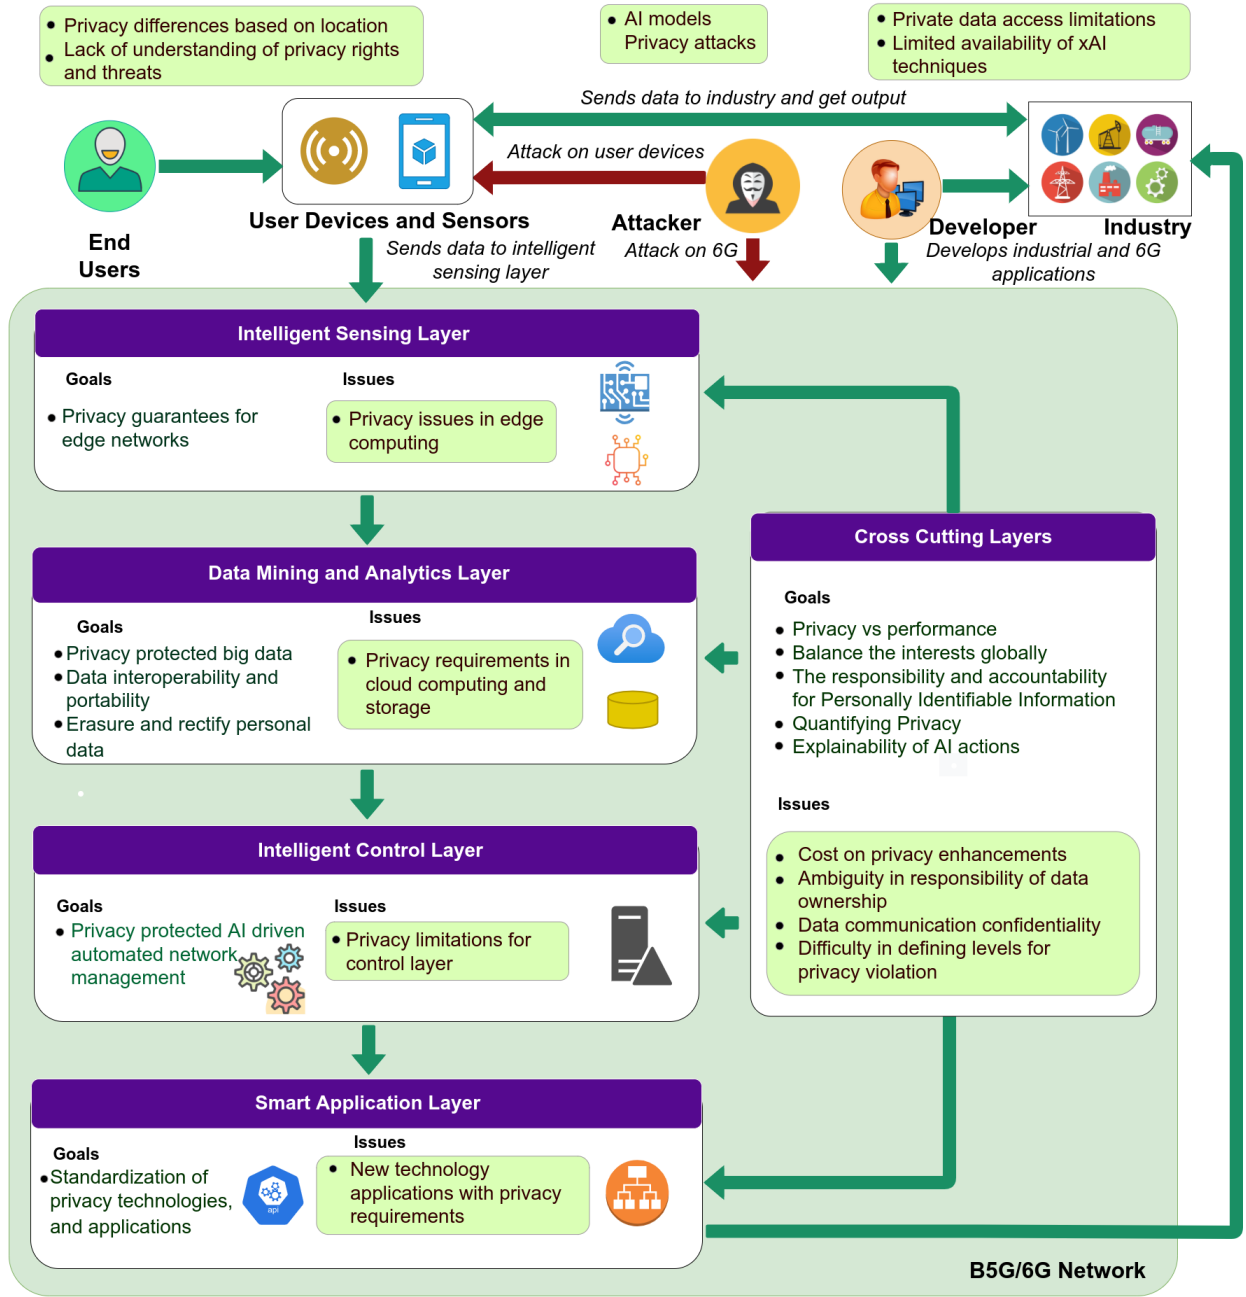 Privacy differences based on location
Lack of understanding of privacy rights
and threats
AI models
Privacy attacks
Private data access limitations
Limited availability of xAI
techniques
Sends data to industry and get output
Attack on user devices
End
Users
User Devices and Sensors
Attacker
Developer
Industry
Sends data to intelligent
sensing layer
Attack on 6G
Develops industrial and 6G
applications
Intelligent Sensing Layer
Goals
Privacy guarantees for
edge networks
Issues
Privacy issues in edge
computing
Data Mining and Analytics Layer
Goals
Privacy protected big data
Data interoperability and
portability
Erasure and rectify personal
data
Issues
Privacy requirements in
cloud computing and
storage
Intelligent Control Layer
Goals
Privacy protected AI driven
automated network
management
Issues
Privacy limitations for
control layer
Smart Application Layer
Goals
Standardization of
privacy technologies,
and applications
api
Issues
New technology
applications with privacy
requirements
Cross Cutting Layers
Goals
Privacy vs performance
Balance the interests globally
The responsibility and accountability
for Personally Identifiable Information
Quantifying Privacy
Explainability of AI actions
Issues
Cost on privacy enhancements
Ambiguity in responsibility of data
ownership
Data communication confidentiality
Difficulty in defining levels for
privacy violation
B5G/6G Network